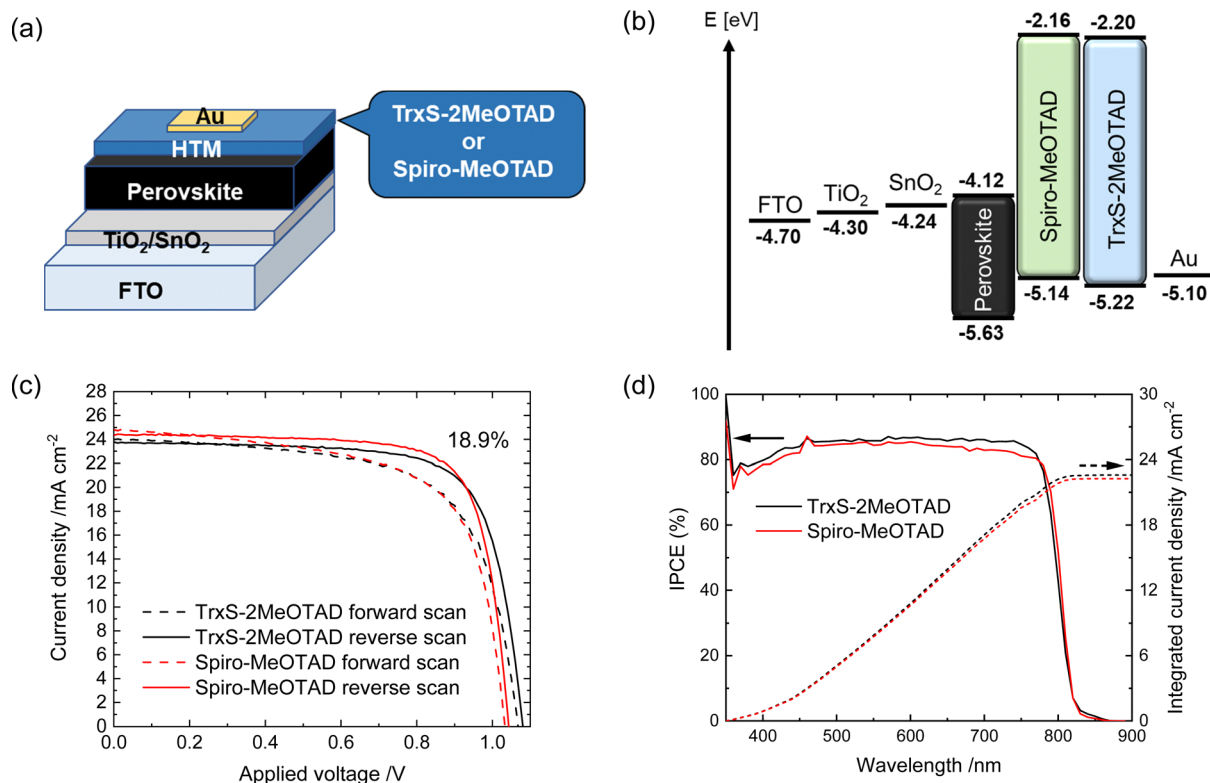 (a)
Au
HTM
Perovskite
TiO₂/SnO₂
FTO
TrxS-2MeOTAD
or
Spiro-MeOTAD
(b)
E [eV]
FTO
-4.70
TiO₂
-4.30
SnO₂
-4.24
-4.12
Perovskite
-5.63
-2.16
Spiro-MeOTAD
-5.14
-2.20
TrxS-2MeOTAD
-5.22
Au
-5.10
(c)
Current density /mA cm⁻²
28
26
24
22
20
18
16
14
12
10
8
6
4
2
0
18.9%
TrxS-2MeOTAD forward scan
TrxS-2MeOTAD reverse scan
Spiro-MeOTAD forward scan
Spiro-MeOTAD reverse scan
0.0 0.2 0.4 0.6 0.8 1.0
Applied voltage /V
(d)
IPCE (%)
100
80
60
40
20
0
TrxS-2MeOTAD
Spiro-MeOTAD
30
24
18
12
6
0
Integrated current density /mA cm⁻²
400 500 600 700 800 900
Wavelength /nm